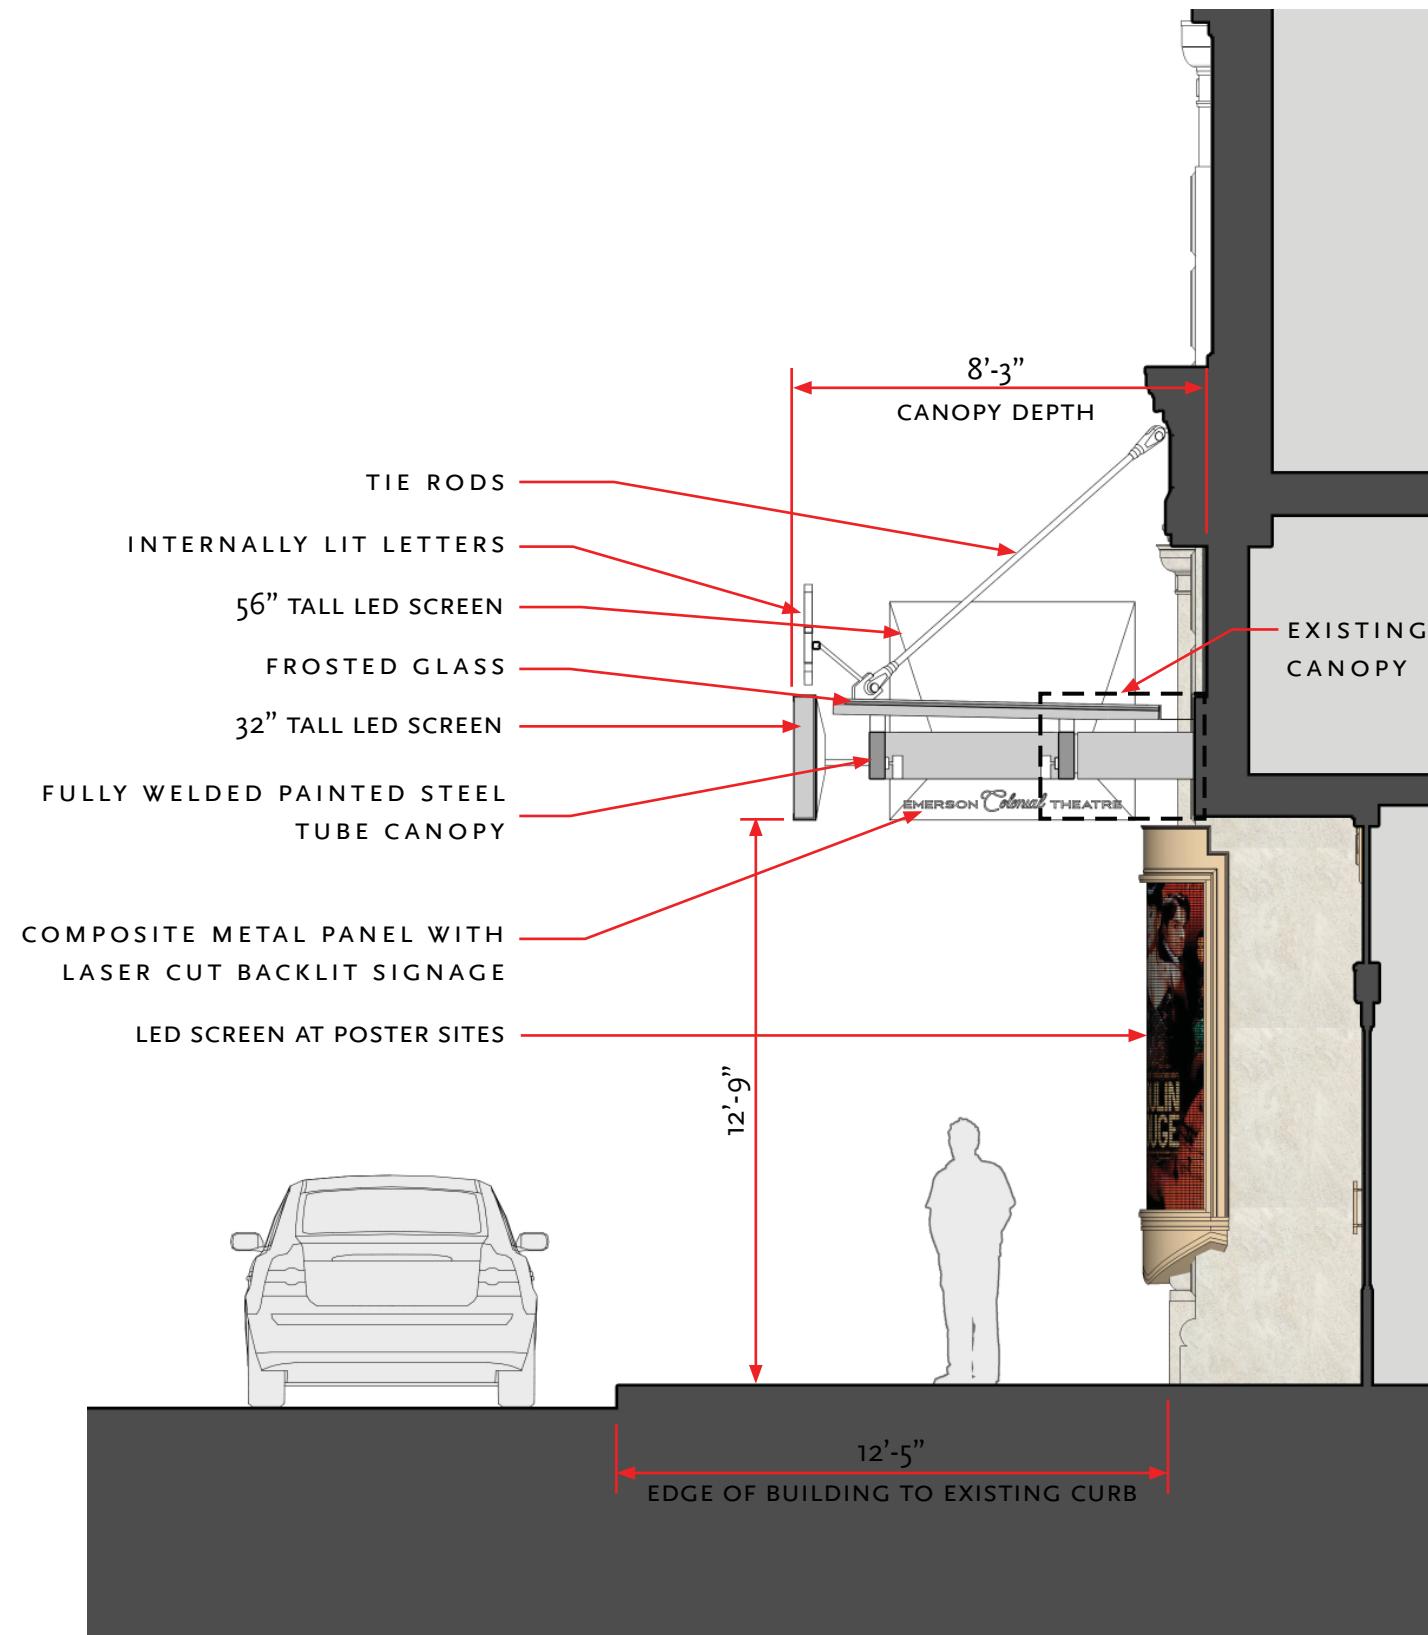 8’-3”
CANOPY DEPTH
TIE RODS
INTERNALLY LIT LETTERS
56” TALL LED SCREEN
FROSTED GLASS
32” TALL LED SCREEN
FULLY WELDED PAINTED STEEL
TUBE CANOPY
EXISTING
CANOPY
EMERSON Colonial THEATRE
COMPOSITE METAL PANEL WITH
LASER CUT BACKLIT SIGNAGE
LED SCREEN AT POSTER SITES
12’-9”
ULIN
UGE
12’-5”
EDGE OF BUILDING TO EXISTING CURB